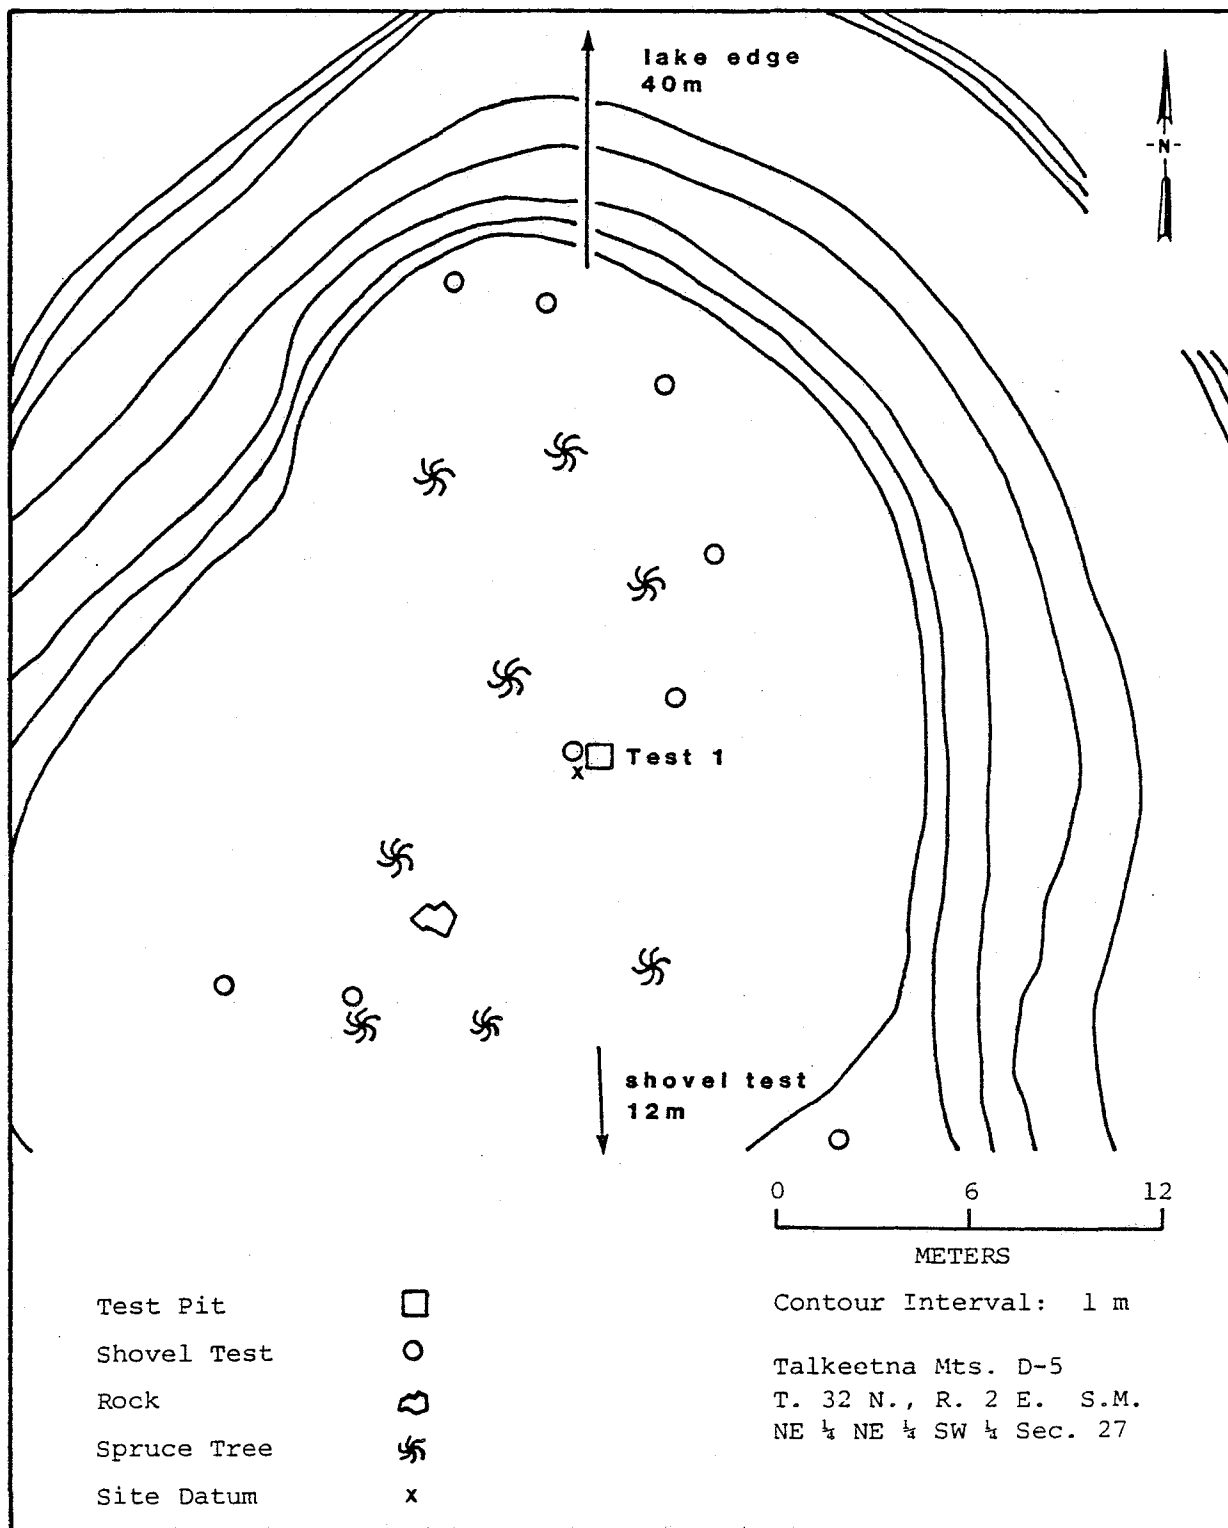 lake edge
40m
-N-
Test 1
x
shovel test
12m
0 6 12
METERS
Test Pit
Shovel Test
Rock
Spruce Tree
Site Datum x
Contour Interval: 1 m
Talkeetna Mts. D-5
T. 32 N., R. 2 E. S.M.
NE ¼ NE ¼ SW ¼ Sec. 27